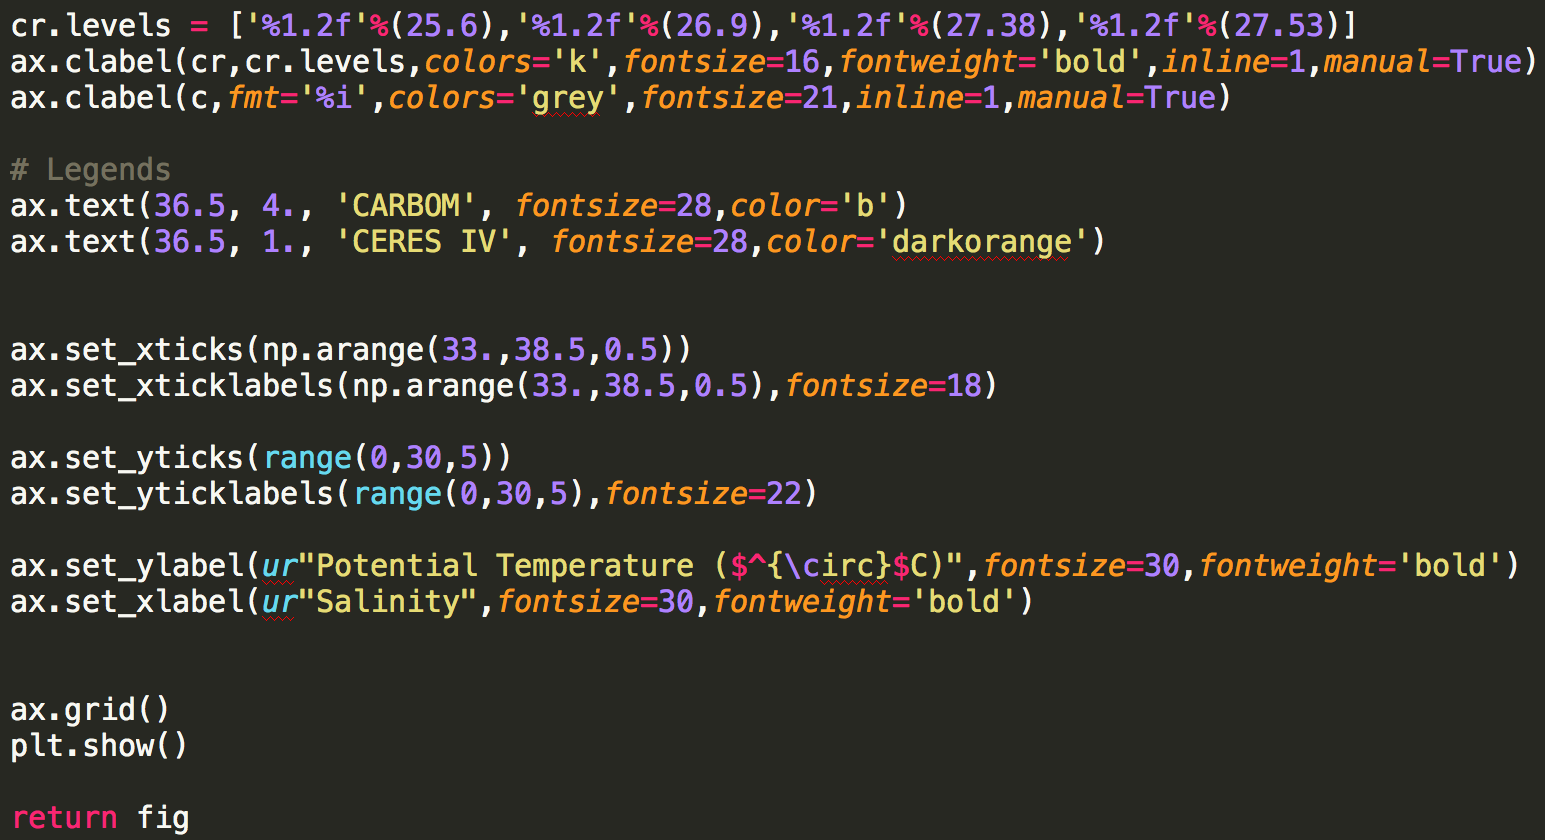 cr.levels = ['%1.2f'%(25.6),'%1.2f'%(26.9),'%1.2f'%(27.38),'%1.2f'%(27.53)]
ax.clabel(cr,cr.levels,colors='k',fontsize=16,fontweight='bold',inline=1,manual=True)
ax.clabel(c,fmt='%i',colors='grey',fontsize=21,inline=1,manual=True)
# Legends
ax.text(36.5, 4., 'CARBOM', fontsize=28,color='b')
ax.text(36.5, 1., 'CERES IV', fontsize=28,color='darkorange')
ax.set_xticks(np.arange(33.,38.5,0.5))
ax.set_xticklabels(np.arange(33.,38.5,0.5),fontsize=18)
ax.set_yticks(range(0,30,5))
ax.set_yticklabels(range(0,30,5),fontsize=22)
ax.set_ylabel(ur"Potential Temperature ($^{\circ}$C)",fontsize=30,fontweight='bold')
ax.set_xlabel(ur"Salinity",fontsize=30,fontweight='bold')
ax.grid()
plt.show()
return fig